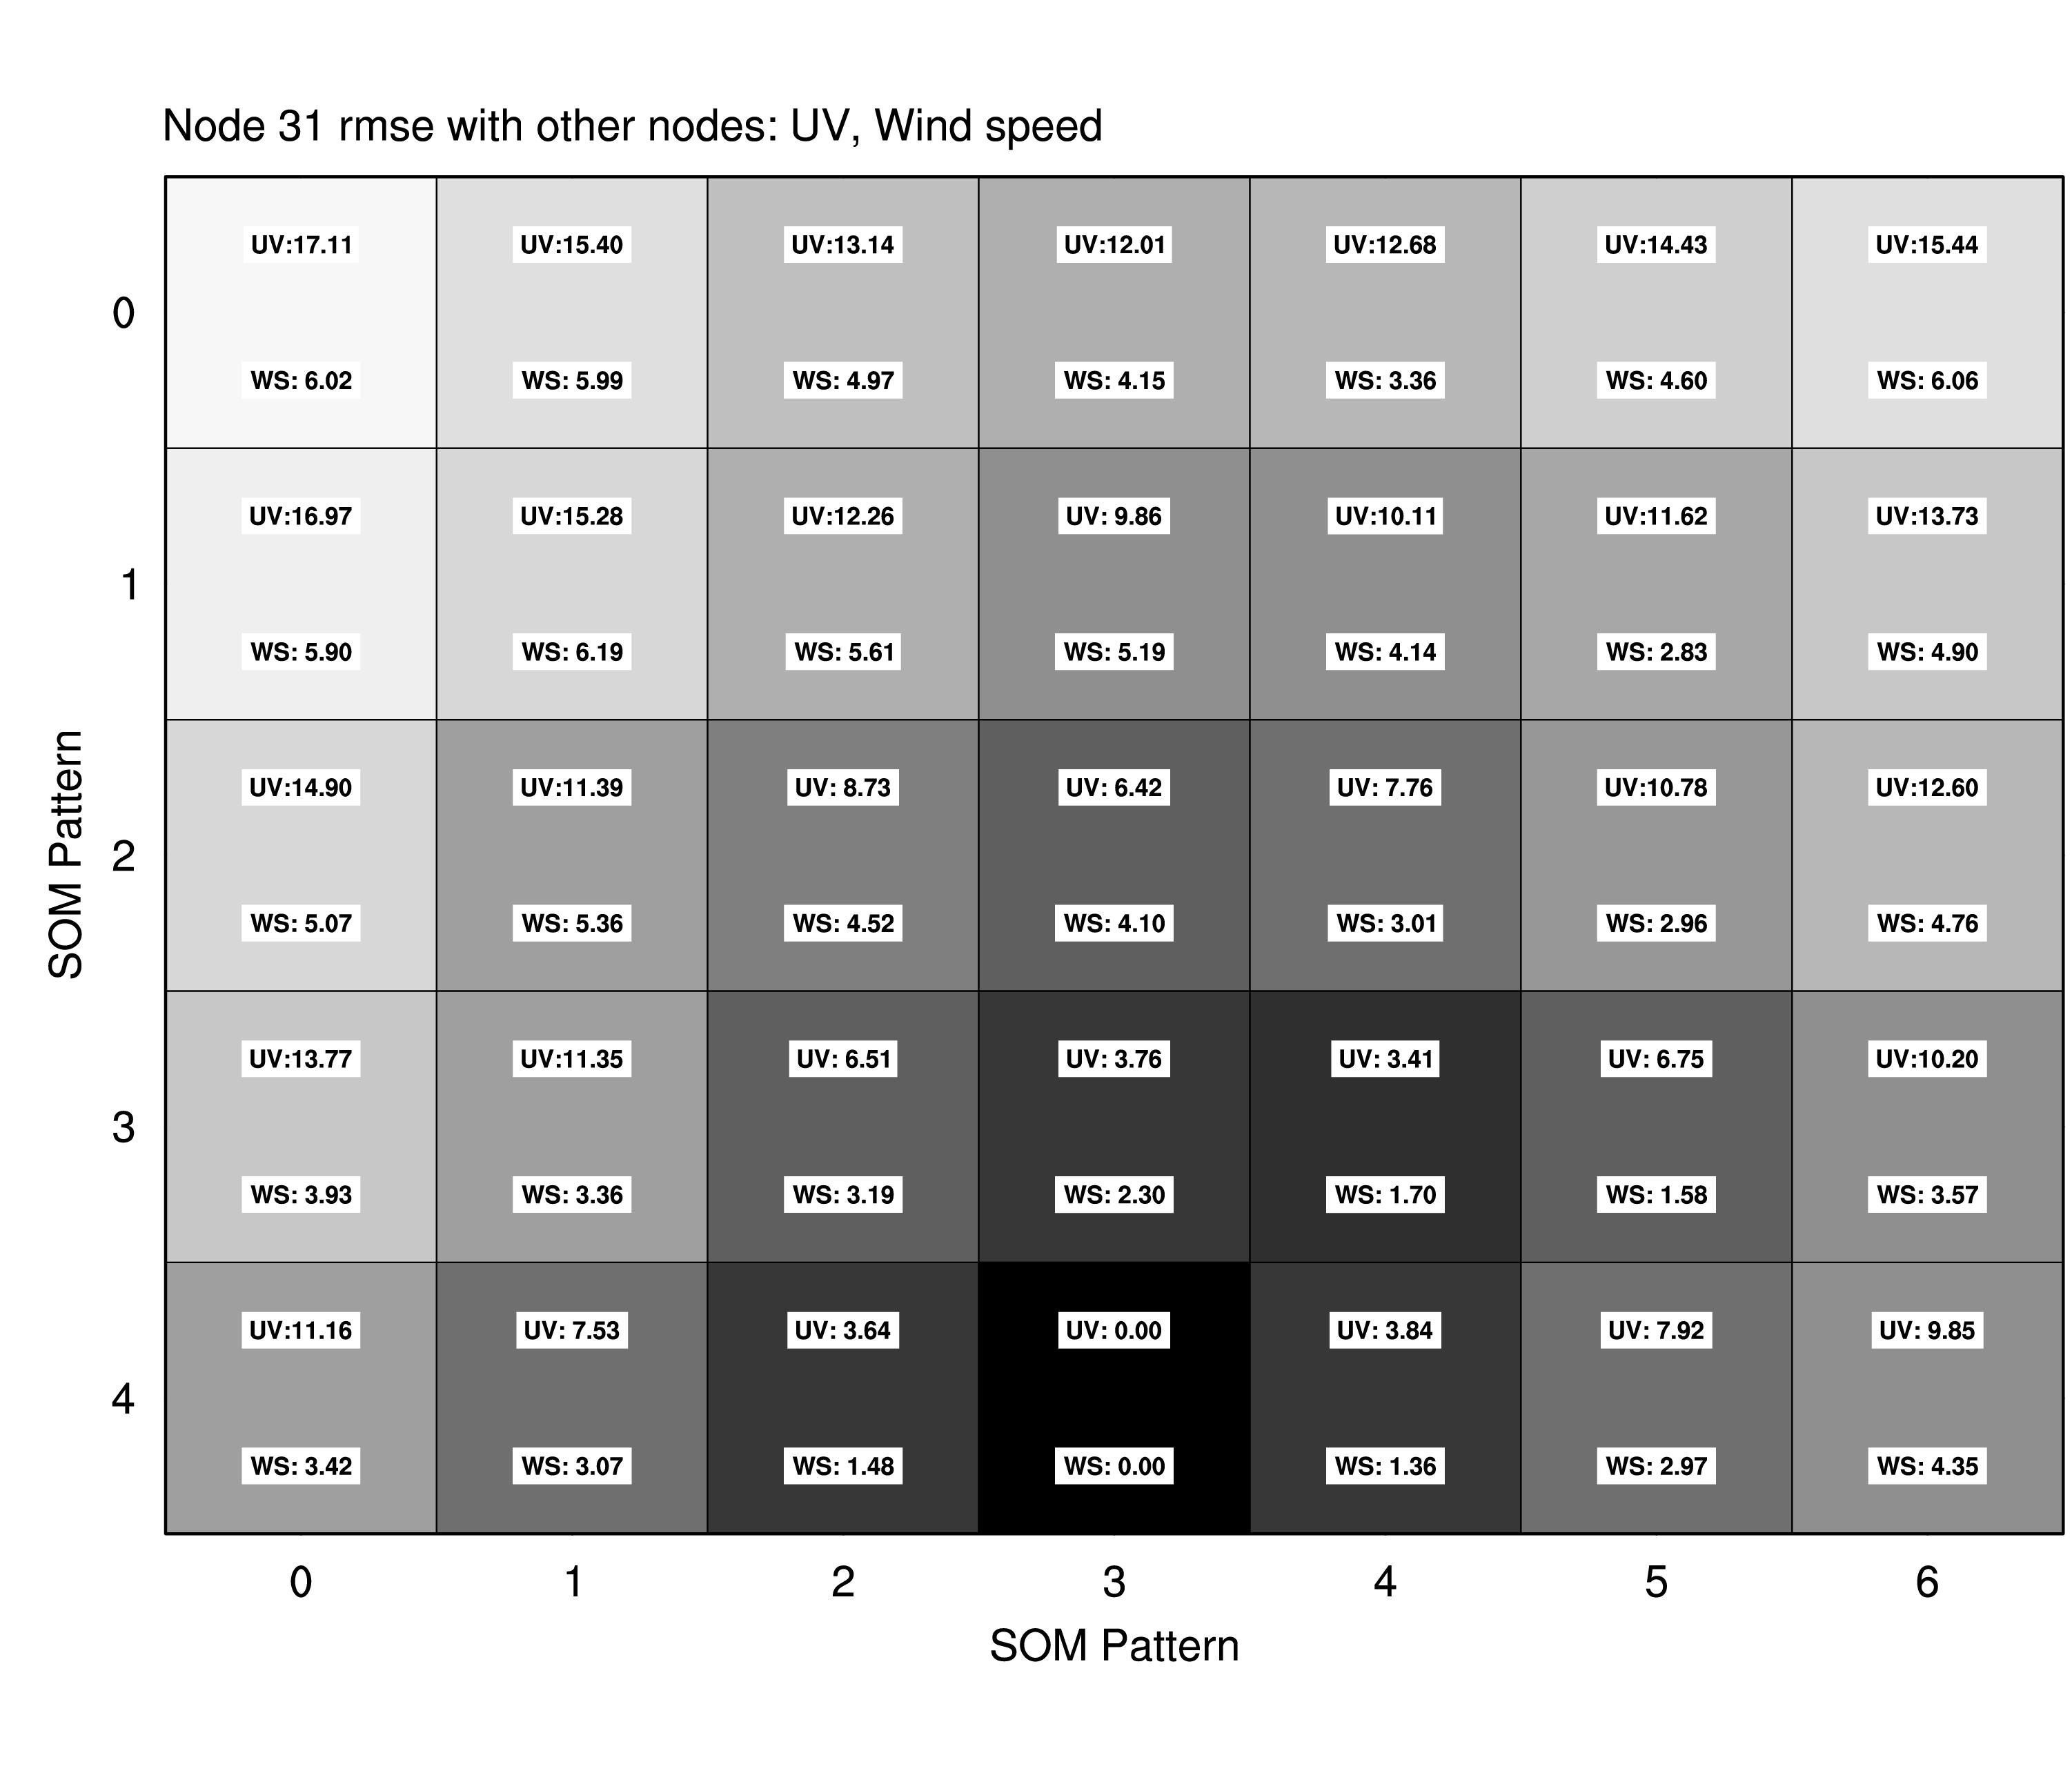 Node 31 rmse with other nodes: UV, Wind speed
UV:17.11 UV:15.40 UV:13.14 UV:12.01 UV:12.68 UV:14.43 UV:15.44
0
WS: 6.02 WS: 5.99 WS: 4.97 WS: 4.15 WS: 3.36 WS: 4.60 WS: 6.06
UV:16.97 UV:15.28 UV:12.26 UV: 9.86 UV:10.11 UV:11.62 UV:13.73
1
WS: 5.90 WS: 6.19 WS: 5.61 WS: 5.19 WS: 4.14 WS: 2.83 WS: 4.90
UV:14.90 UV:11.39 UV: 8.73 UV: 6.42 UV: 7.76 UV:10.78 UV:12.60
SOM Pattern
2
WS: 5.07 WS: 5.36 WS: 4.52 WS: 4.10 WS: 3.01 WS: 2.96 WS: 4.76
UV:13.77 UV:11.35 UV: 6.51 UV: 3.76 UV: 3.41 UV: 6.75 UV:10.20
3
WS: 3.93 WS: 3.36 WS: 3.19 WS: 2.30 WS: 1.70 WS: 1.58 WS: 3.57
UV:11.16 UV: 7.53 UV: 3.64 UV: 0.00 UV: 3.84 UV: 7.92 UV: 9.85
4
WS: 3.42 WS: 3.07 WS: 1.48 WS: 0.00 WS: 1.36 WS: 2.97 WS: 4.35
0 1 2 3 4 5 6
SOM Pattern